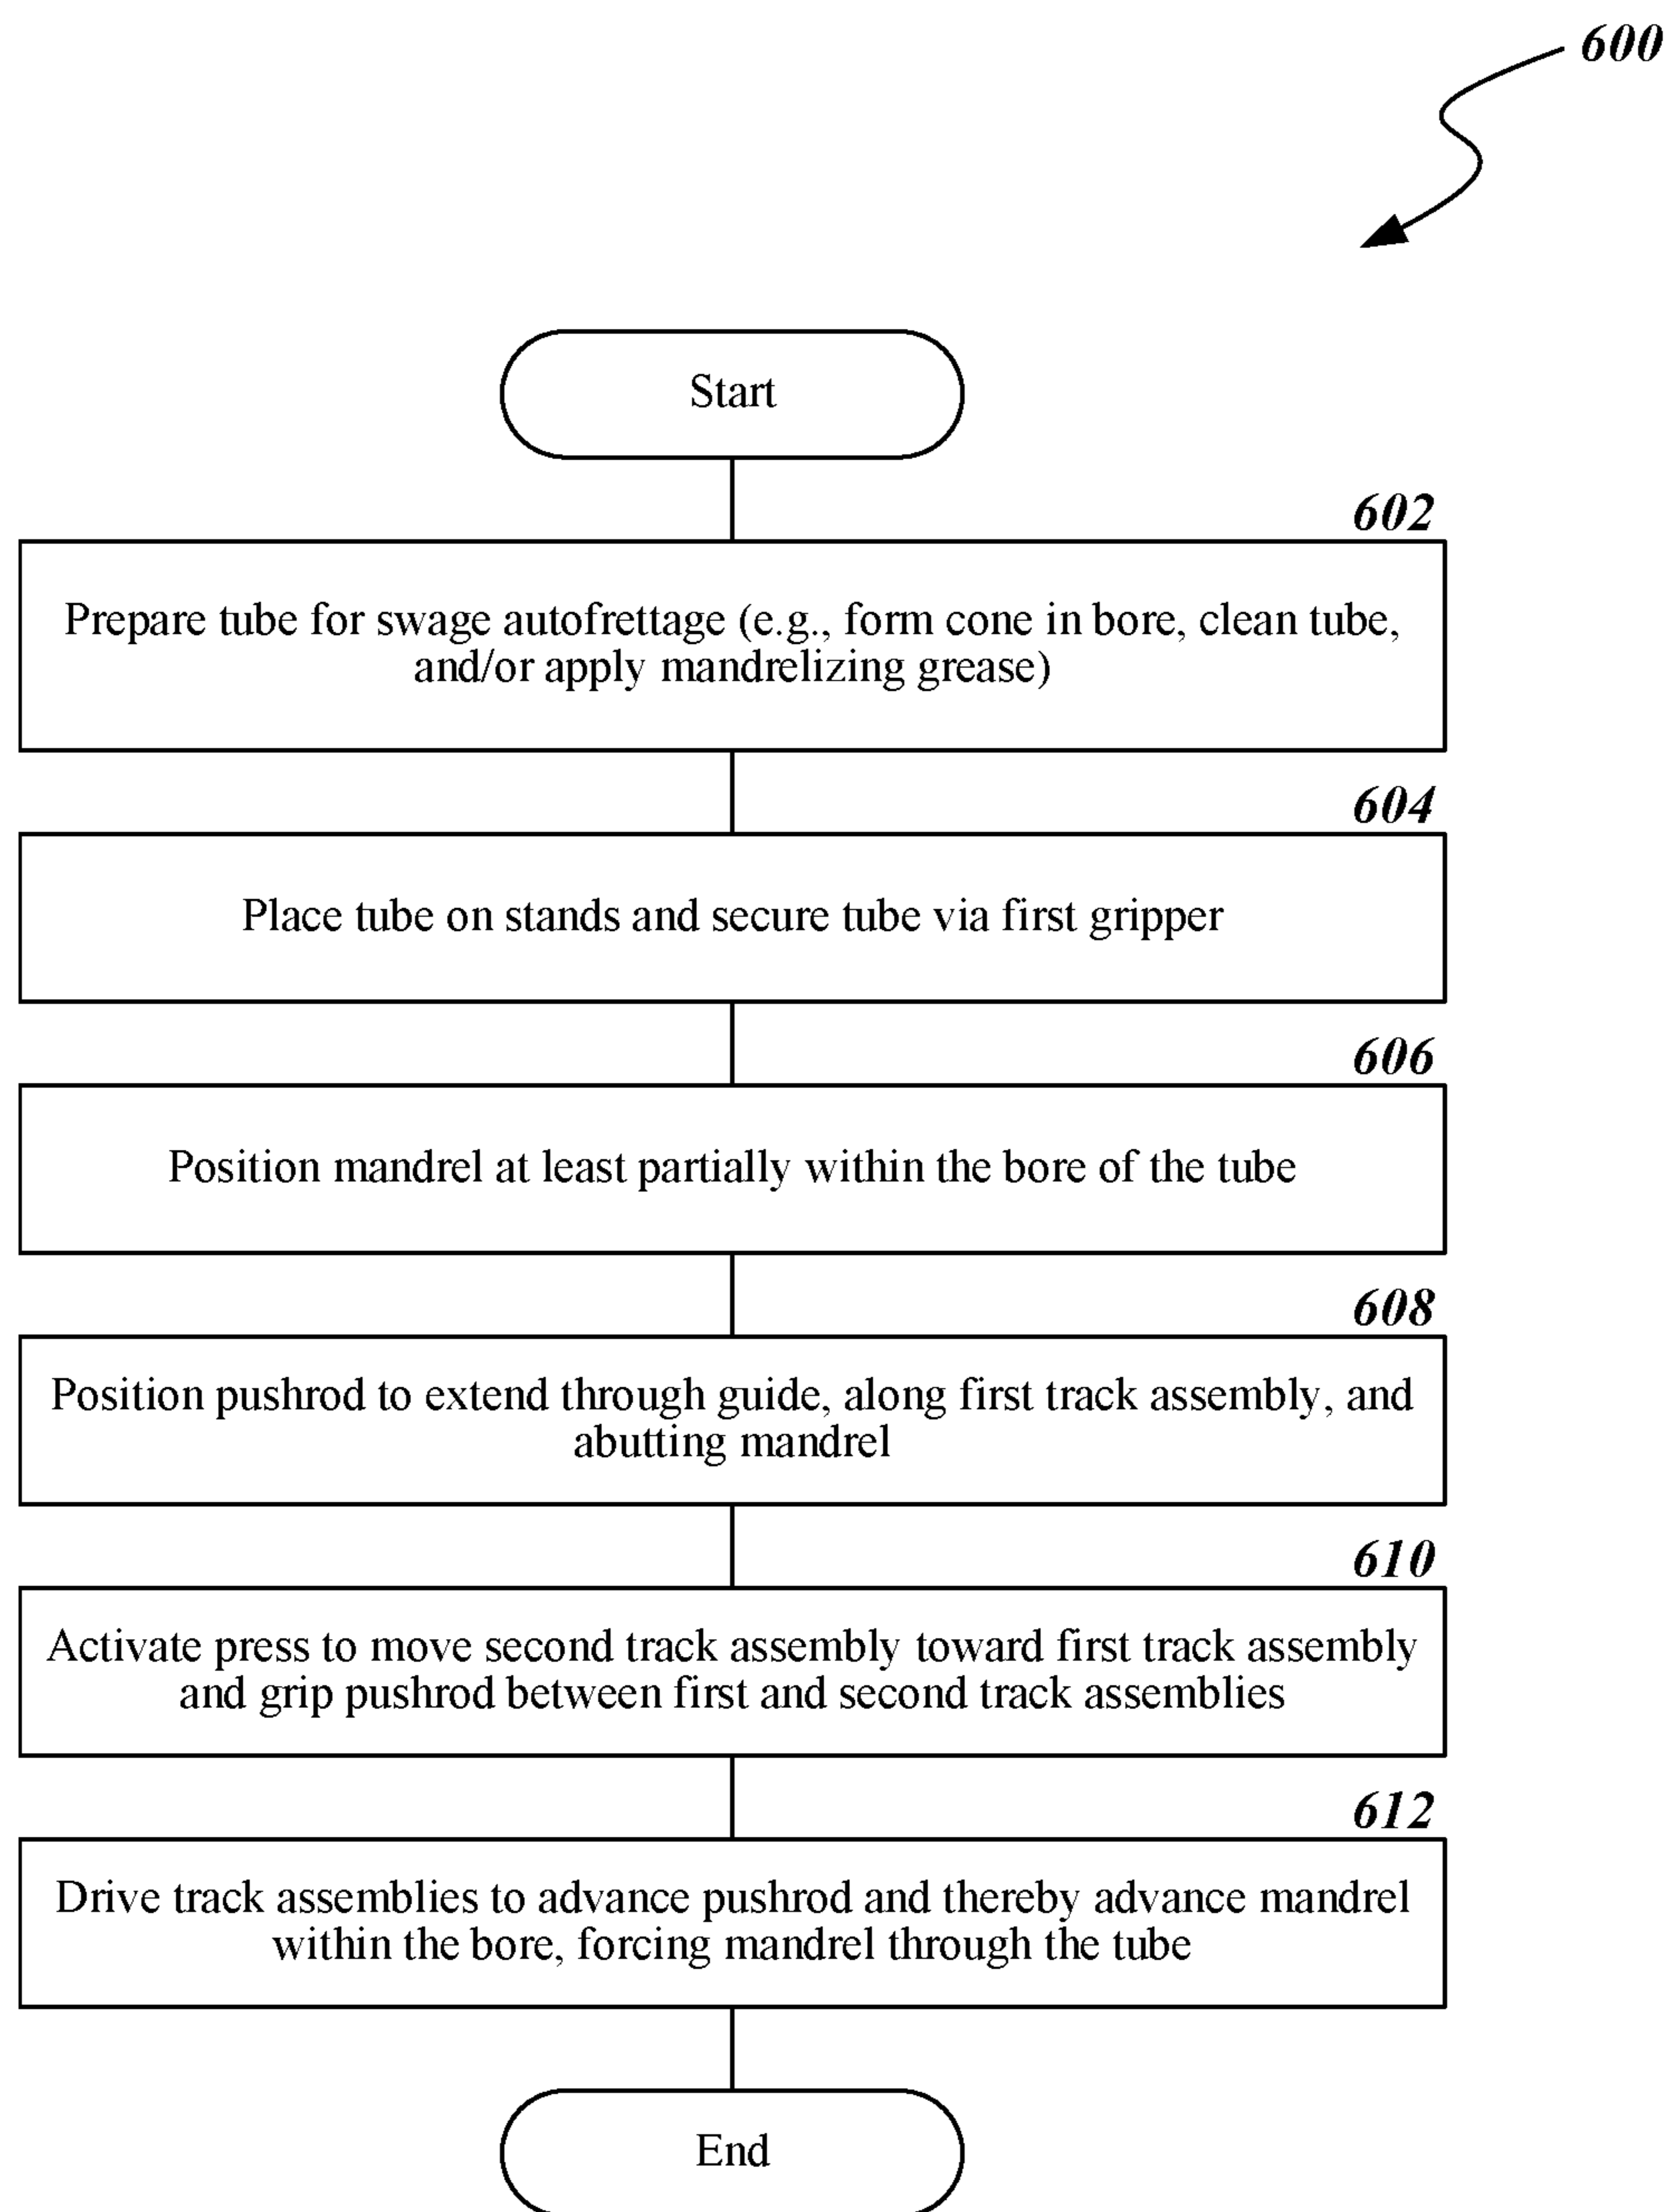 600
Start
602
Prepare tube for swage autofrettage (e.g., form cone in bore, clean tube,
and/or apply mandrelizing grease)
604
Place tube on stands and secure tube via first gripper
606
Position mandrel at least partially within the bore of the tube
608
Position pushrod to extend through guide, along first track assembly, and
abutting mandrel
610
Activate press to move second track assembly toward first track assembly
and grip pushrod between first and second track assemblies
612
Drive track assemblies to advance pushrod and thereby advance mandrel
within the bore, forcing mandrel through the tube
End